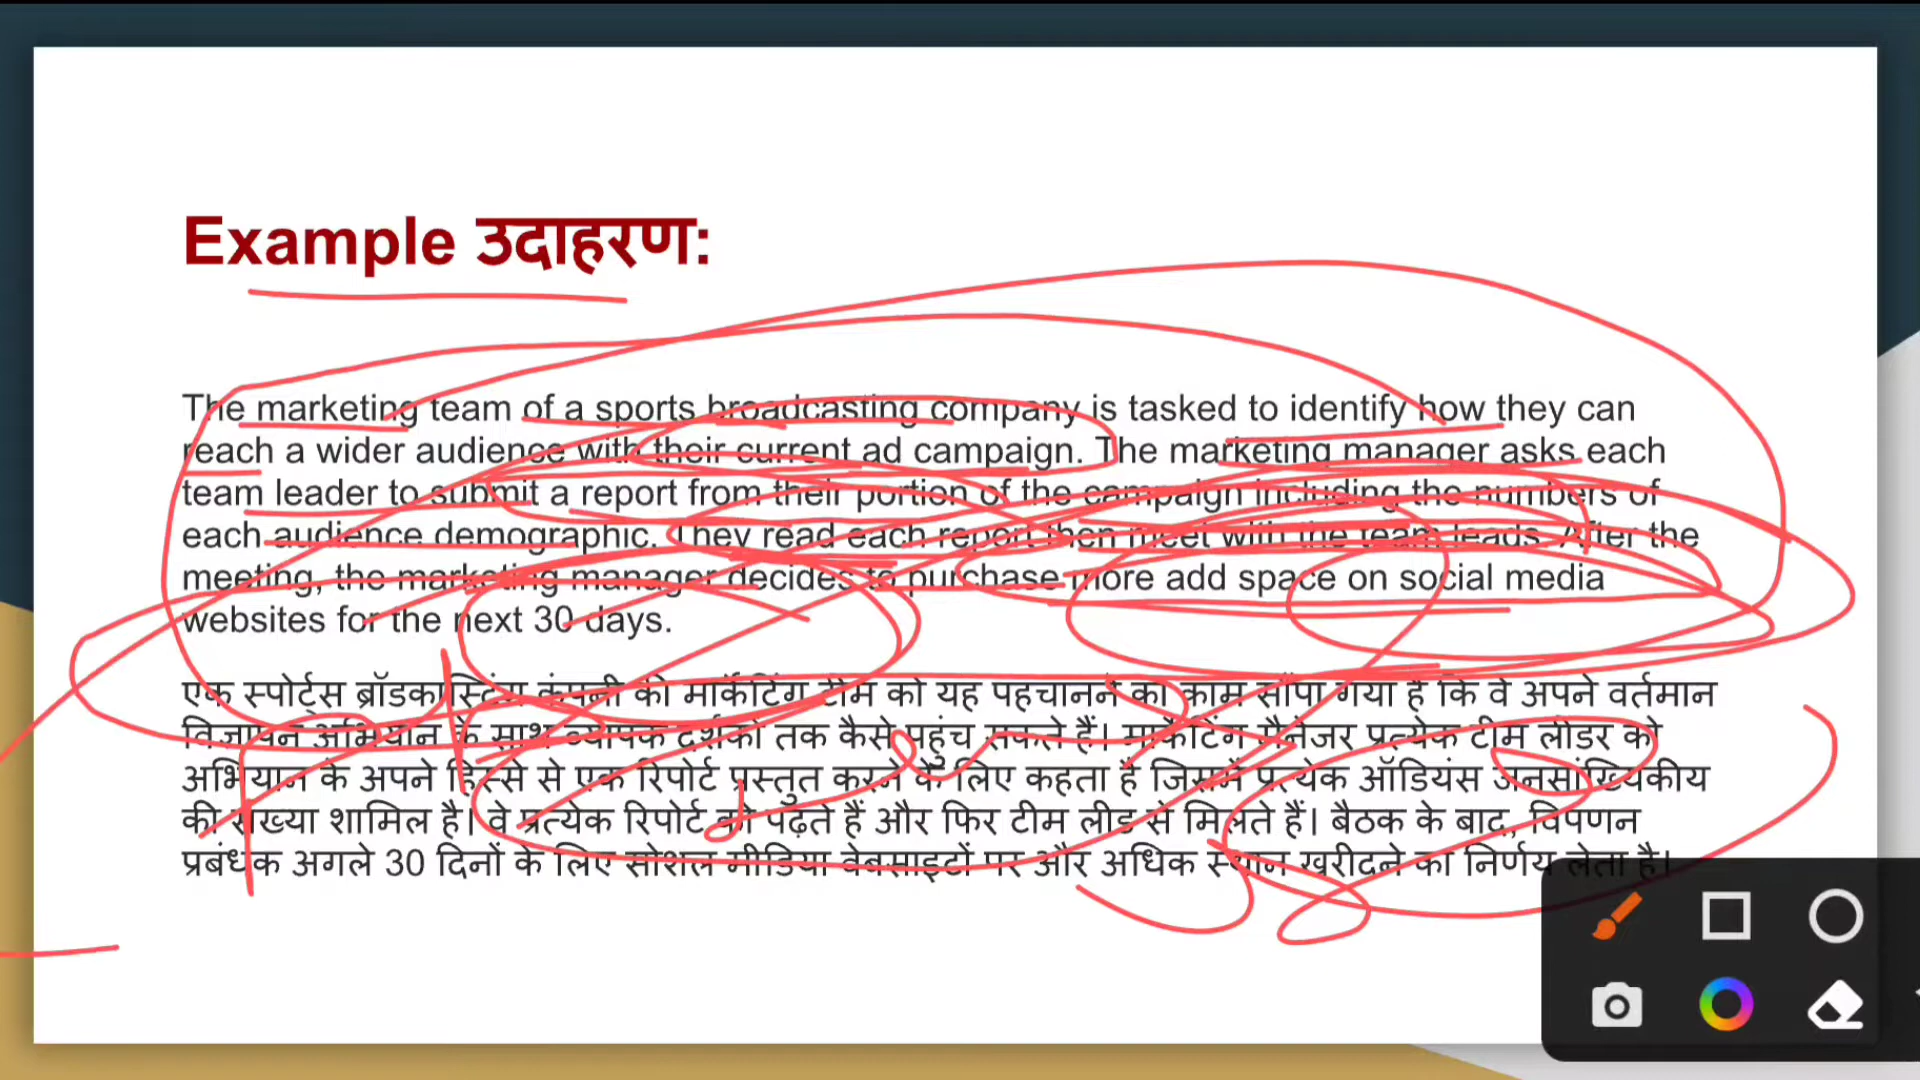 Example उदाहरण:
The marketing team of a sports broadcasting company is tasked to identify how they can
reach a wider audience with their current ad campaign. The marketing manager asks each
team leader to submit a report from their portion of the campaign including the numbers of
each audience demographic. They read each report then meet with the team leads. After the
meeting, the marketing manager decides to purchase more add space on social media
websites for the next 30 days.
एक स्पोर्ट्स ब्रॉडकास्टिंग कंपनी की मार्केटिंग टीम को यह पहचानने का काम सौंपा गया है कि वे अपने वर्तमान
विज्ञापन अभियान के साथ व्यापक दर्शकों तक कैसे पहुंच सकते हैं। मार्केटिंग मैनेजर प्रत्येक टीम लीडर को
अभियान के अपने हिस्से से एक रिपोर्ट प्रस्तुत करने के लिए कहता है जिसमें प्रत्येक ऑडियंस जनसांख्यिकीय
की संख्या शामिल है। वे प्रत्येक रिपोर्ट को पढ़ते हैं और फिर टीम लीड से मिलते हैं। बैठक के बाद, विपणन
प्रबंधक अगले 30 दिनों के लिए सोशल मीडिया वेबसाइटों पर और अधिक स्थान खरीदने का निर्णय लेता है।